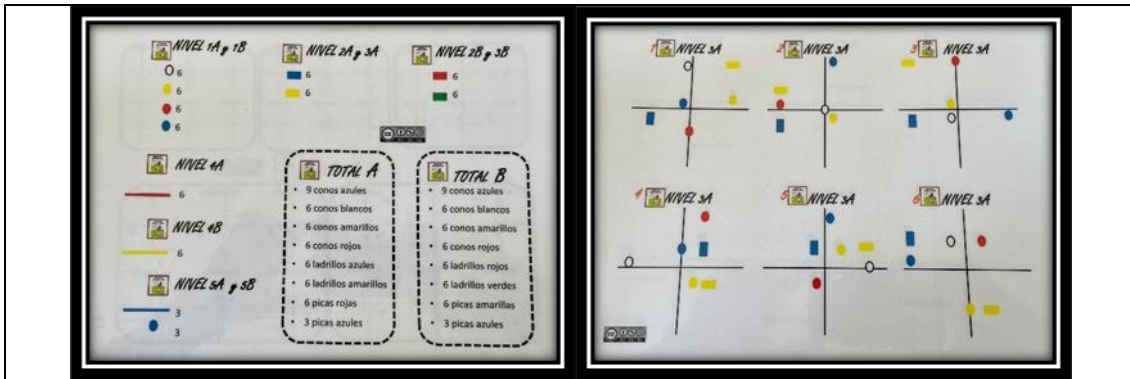 NIVEL 1A y 1B
6
6
6
6
NIVEL 2A y 3A
6
6
NIVEL 2B y 3B
6
6
NIVEL 4A
6
NIVEL 4B
6
NIVEL 5A y 5B
3
3
TOTAL A
• 9 conos azules
• 6 conos blancos
• 6 conos amarillos
• 6 conos rojos
• 6 ladrillos azules
• 6 ladrillos amarillos
• 6 picas rojas
• 3 picas azules
TOTAL B
• 9 conos azules
• 6 conos blancos
• 6 conos amarillos
• 6 conos rojos
• 6 ladrillos rojos
• 6 ladrillos verdes
• 6 picas amarillas
• 3 picas azules
1 NIVEL 3A
2 NIVEL 3A
3 NIVEL 3A
4 NIVEL 3A
5 NIVEL 3A
6 NIVEL 3A